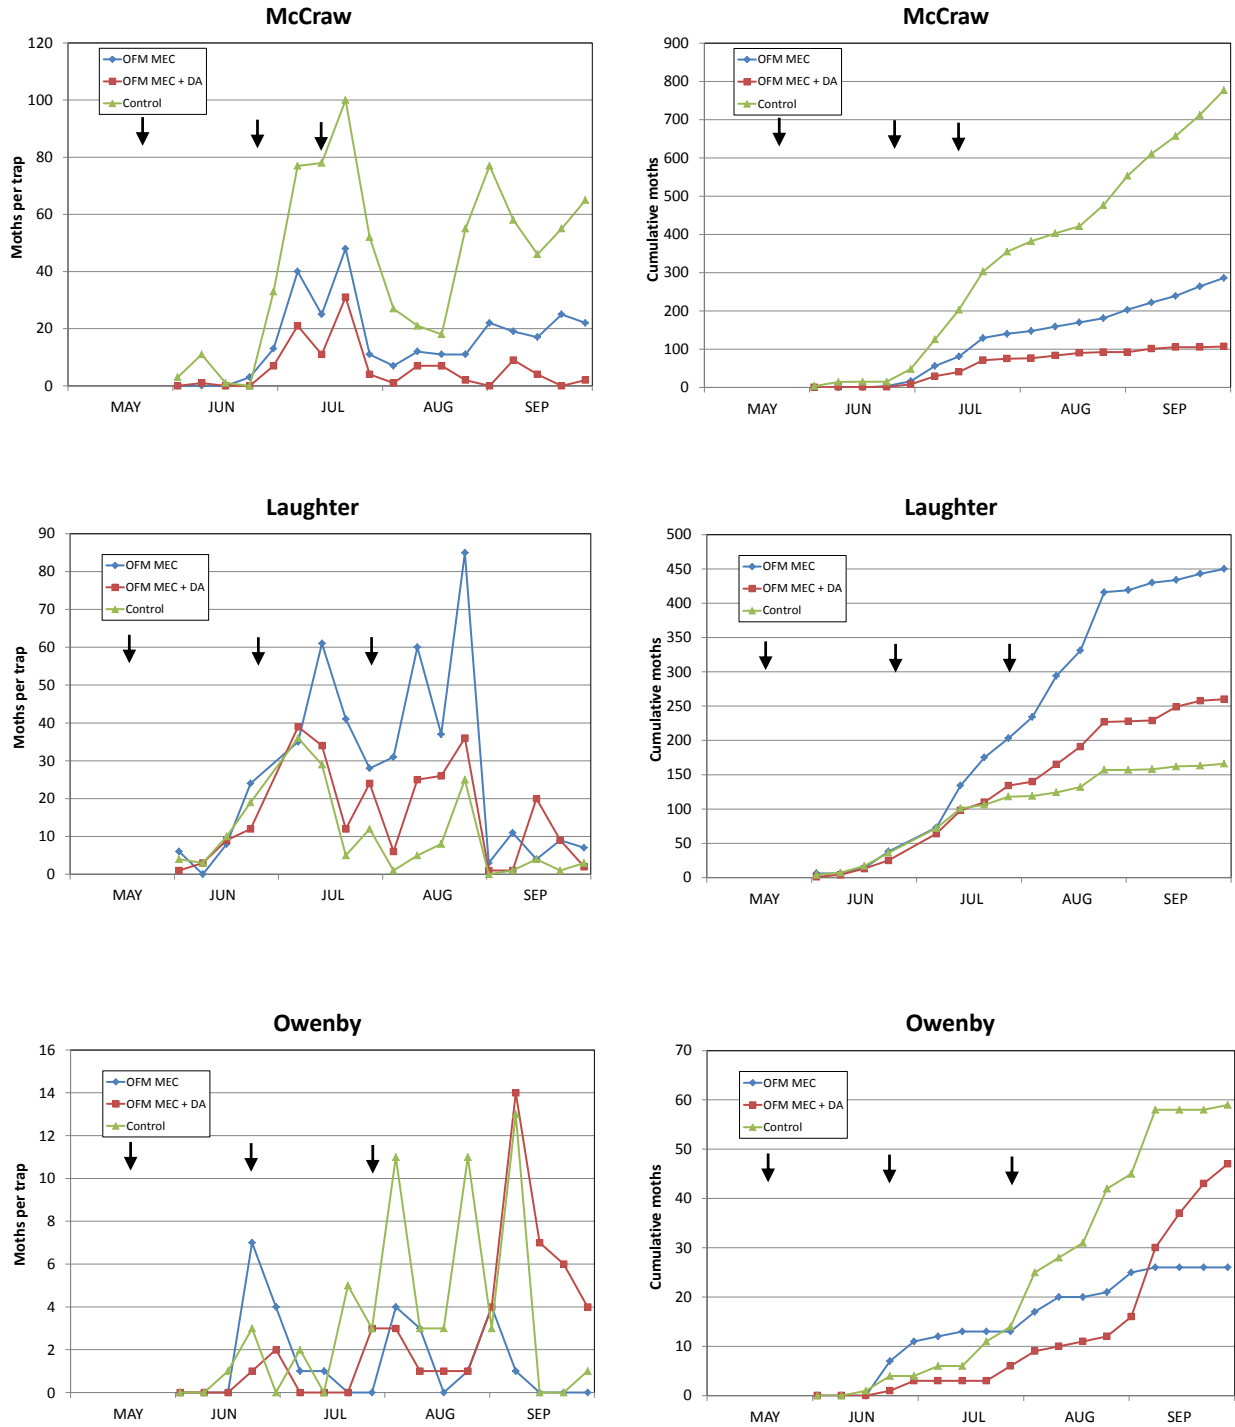 McCraw
120
100
80
60
40
20
0
Moths per trap
OFM MEC
OFM MEC + DA
Control
MAY JUN JUL AUG SEP
McCraw
900
800
700
600
500
400
300
200
100
0
Cumulative moths
OFM MEC
OFM MEC + DA
Control
MAY JUN JUL AUG SEP
Laughter
90
80
70
60
50
40
30
20
10
0
Moths per trap
OFM MEC
OFM MEC + DA
Control
MAY JUN JUL AUG SEP
Laughter
500
450
400
350
300
250
200
150
100
50
0
Cumulative moths
OFM MEC
OFM MEC + DA
Control
MAY JUN JUL AUG SEP
Owenby
16
14
12
10
8
6
4
2
0
Moths per trap
OFM MEC
OFM MEC + DA
Control
MAY JUN JUL AUG SEP
Owenby
70
60
50
40
30
20
10
0
Cumulative moths
OFM MEC
OFM MEC + DA
Control
MAY JUN JUL AUG SEP